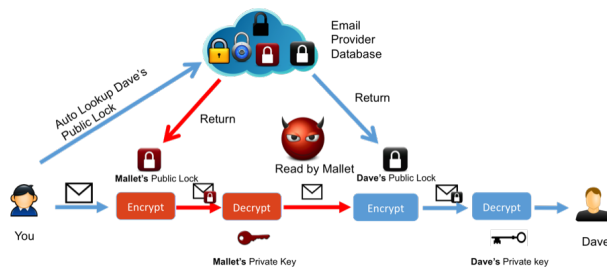 Email
Provider
Database
Auto Lookup Dave's
Public Lock
Return
Return
Read by Mallet
Mallet's Public Lock
Dave's Public Lock
Encrypt
Decrypt
Encrypt
Decrypt
You
Dave
Mallet's Private Key
Dave's Private key